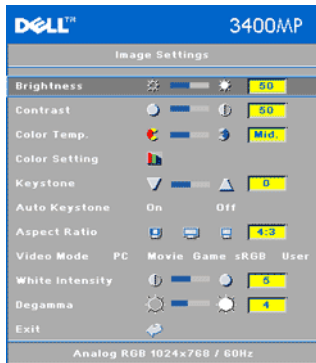 DELL™ 3400MP
Image Settings
Brightness 50
Contrast 50
Color Temp. Mid.
Color Setting
Keystone 0
Auto Keystone On Off
Aspect Ratio 4:3
Video Mode PC Movie Game sRGB User
White Intensity 5
Degamma 4
Exit
Analog RGB 1024x768 / 60Hz